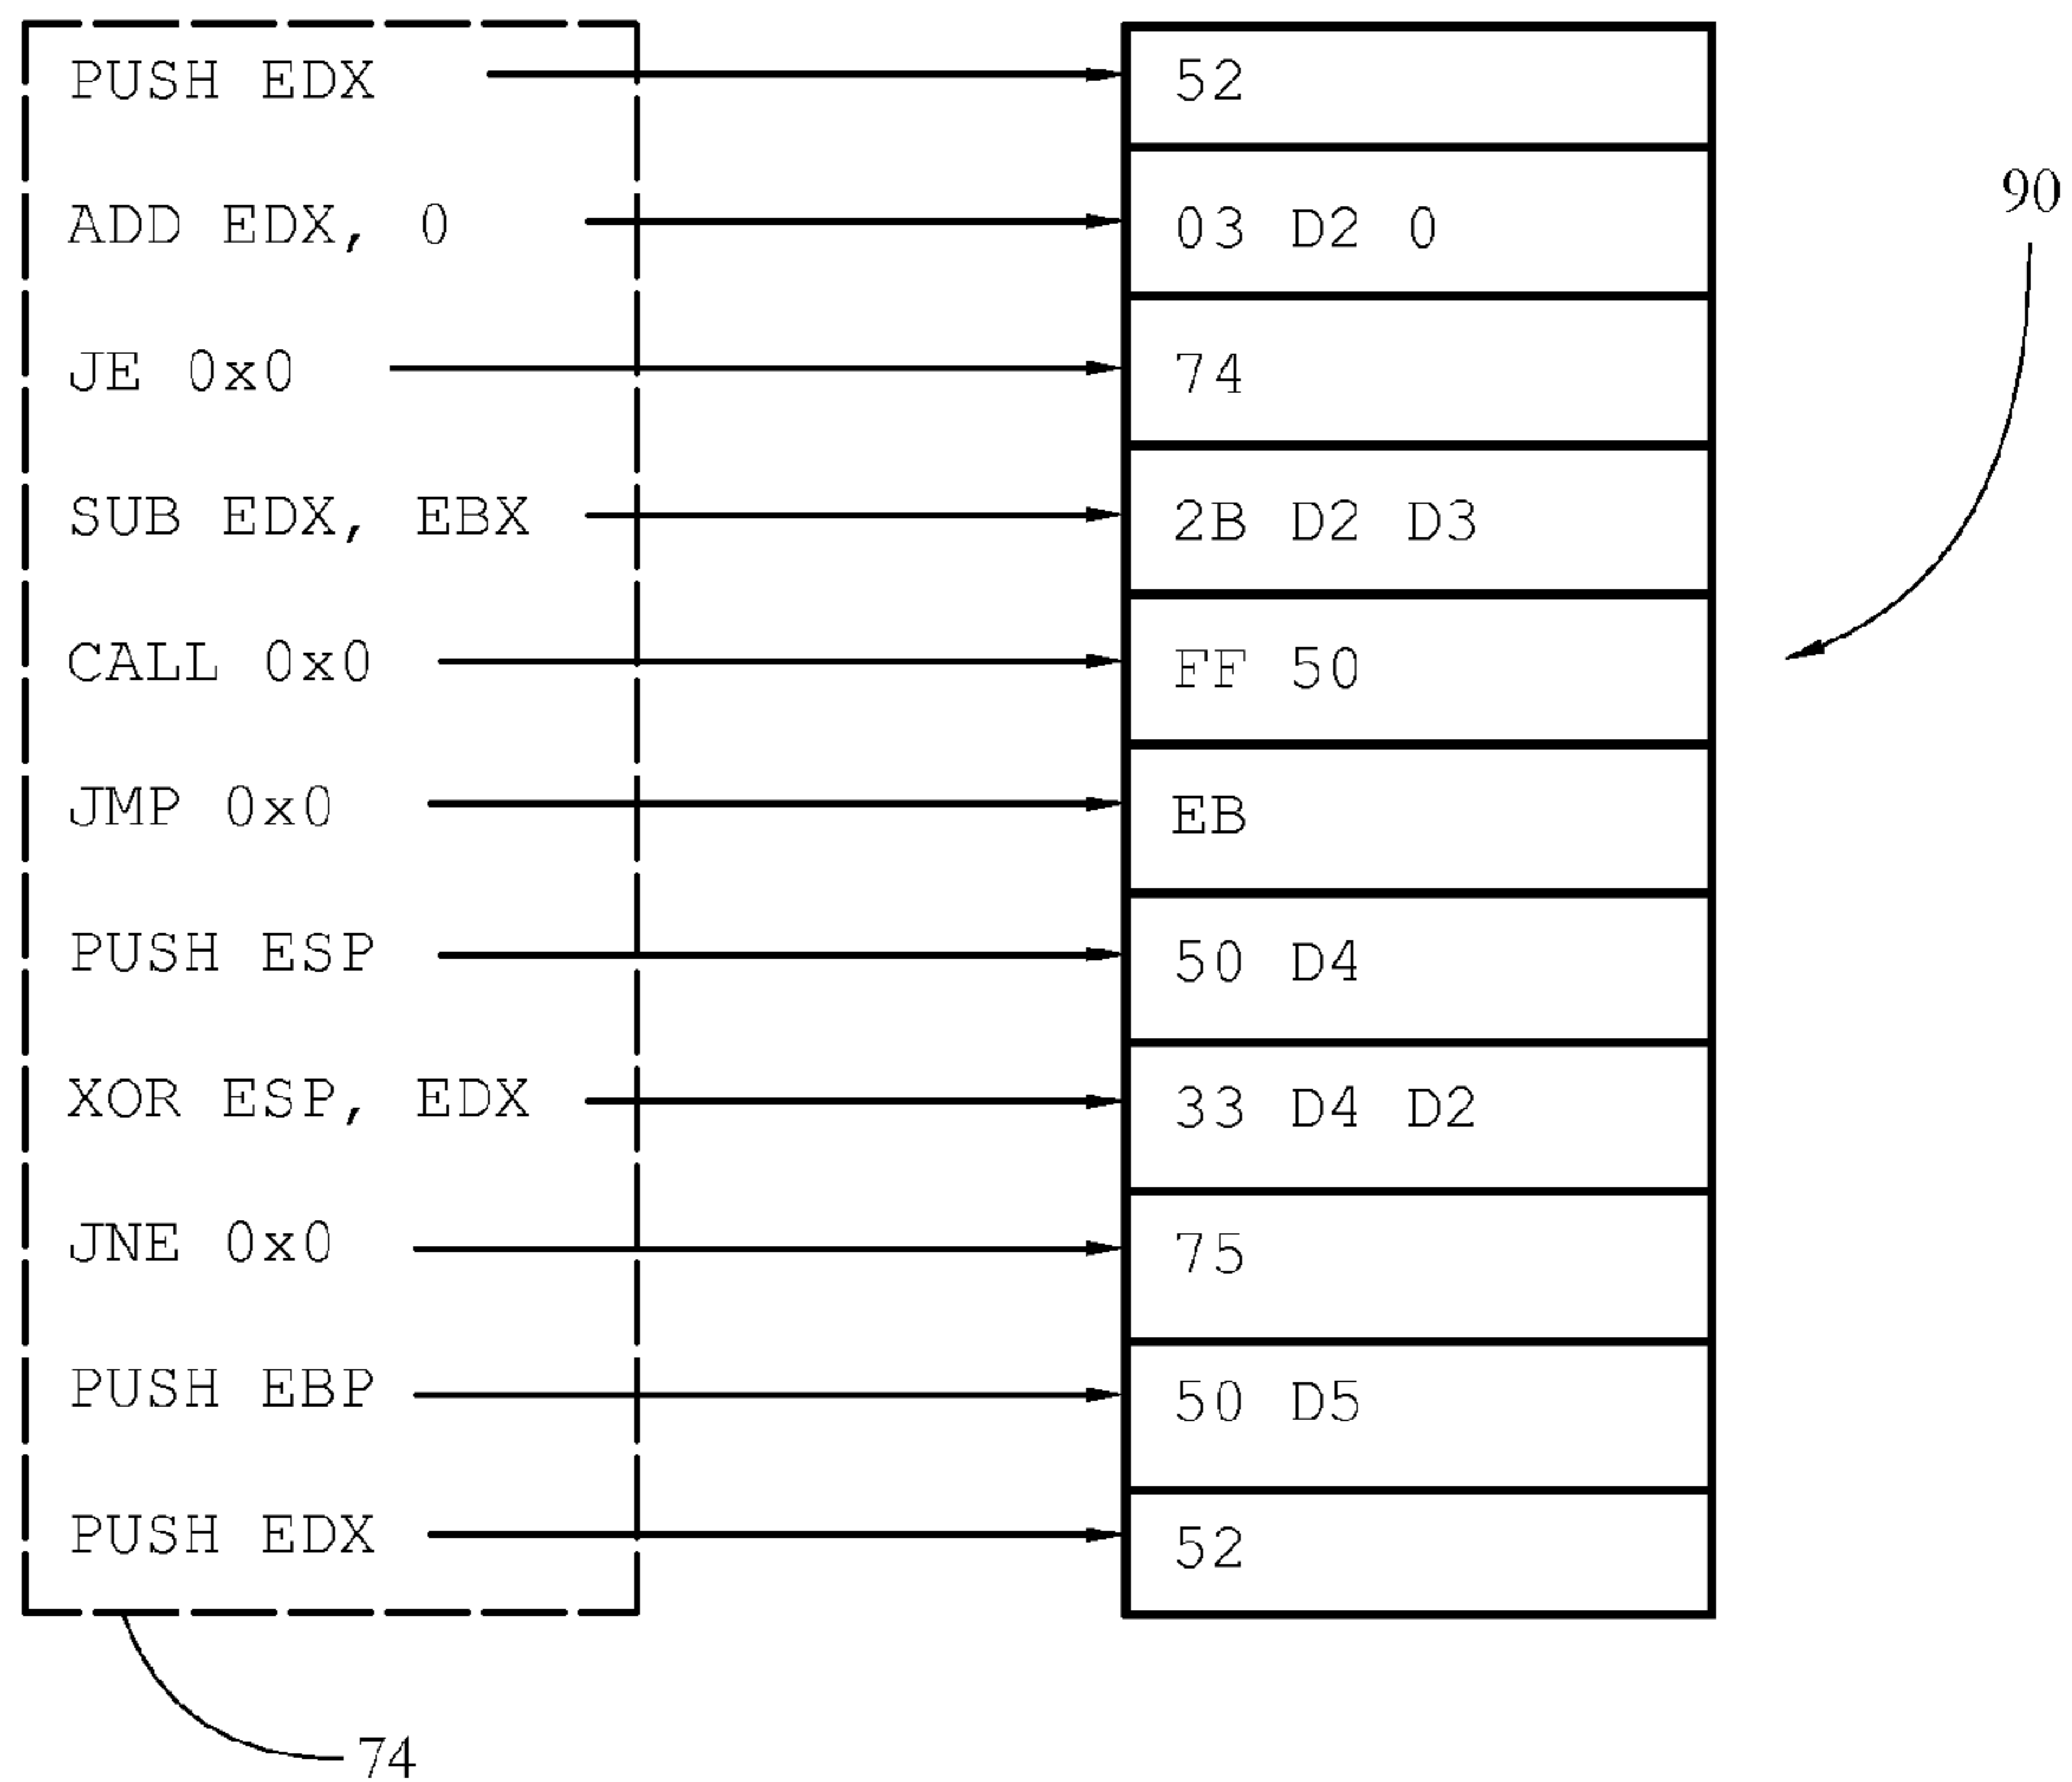 PUSH EDX 52
ADD EDX, 0 03 D2 0
90
JE 0x0 74
SUB EDX, EBX 2B D2 D3
CALL 0x0 FF 50
JMP 0x0 EB
PUSH ESP 50 D4
XOR ESP, EDX 33 D4 D2
JNE 0x0 75
PUSH EBP 50 D5
PUSH EDX 52
74